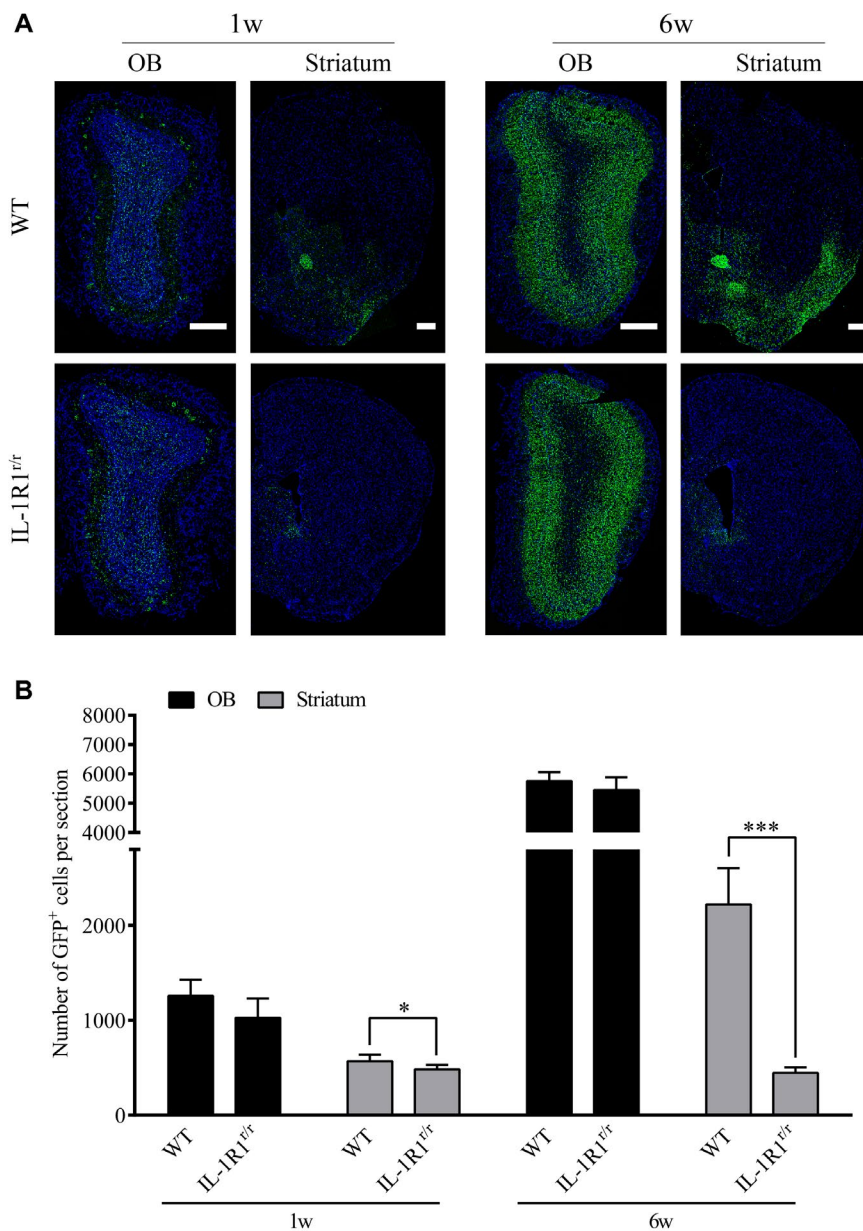 A
1w
6w
OB
Striatum
OB
Striatum
WT
IL-1R1r/r
B
OB
Striatum
8000
7000
6000
5000
4000
2000
1000
0
Number of GFP+ cells per section
*
***
WT
IL-1R1r/r
WT
IL-1R1r/r
WT
IL-1R1r/r
WT
IL-1R1r/r
1w
6w